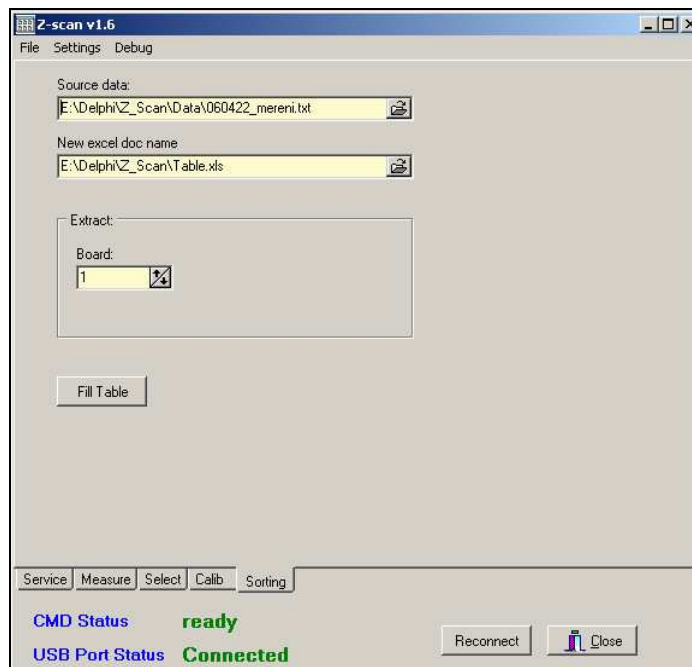 Z-scan v1.6
File Settings Debug
Source data:
E:\Delphi\Z_Scan\Data\060422_mereni.txt
New excel doc name
E:\Delphi\Z_Scan\Table.xls
Extract:
Board:
1
Fill Table
Service Measure Select Calib Sorting
CMD Status ready
USB Port Status Connected
Reconnect Close